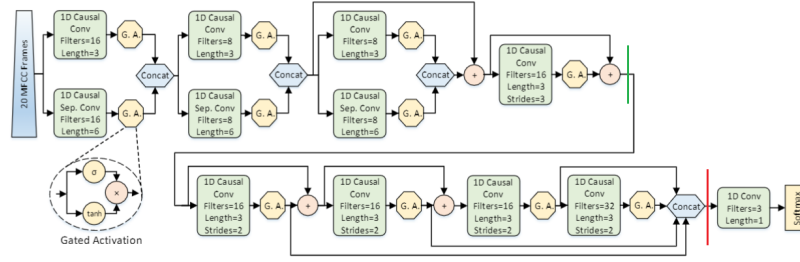 2D MFCC Frames
1D Causal
Conv
Filters=16
Length=3
G. A.
1D Causal
Sep. Conv
Filters=16
Length=6
G. A.
Concat
1D Causal
Conv
Filters=8
Length=3
G. A.
1D Causal
Sep. Conv
Filters=8
Length=6
G. A.
Concat
1D Causal
Conv
Filters=8
Length=3
G. A.
1D Causal
Sep. Conv
Filters=8
Length=6
G. A.
Concat
+
1D Causal
Conv
Filters=16
Length=3
Strides=3
G. A.
+
σ
×
tanh
Gated Activation
1D Causal
Conv
Filters=16
Length=3
Strides=2
G. A.
+
1D Causal
Conv
Filters=16
Length=3
Strides=2
G. A.
+
1D Causal
Conv
Filters=16
Length=3
Strides=2
G. A.
1D Causal
Conv
Filters=32
Length=3
Strides=2
G. A.
Concat
1D Conv
Filters=3
Length=1
Softmax